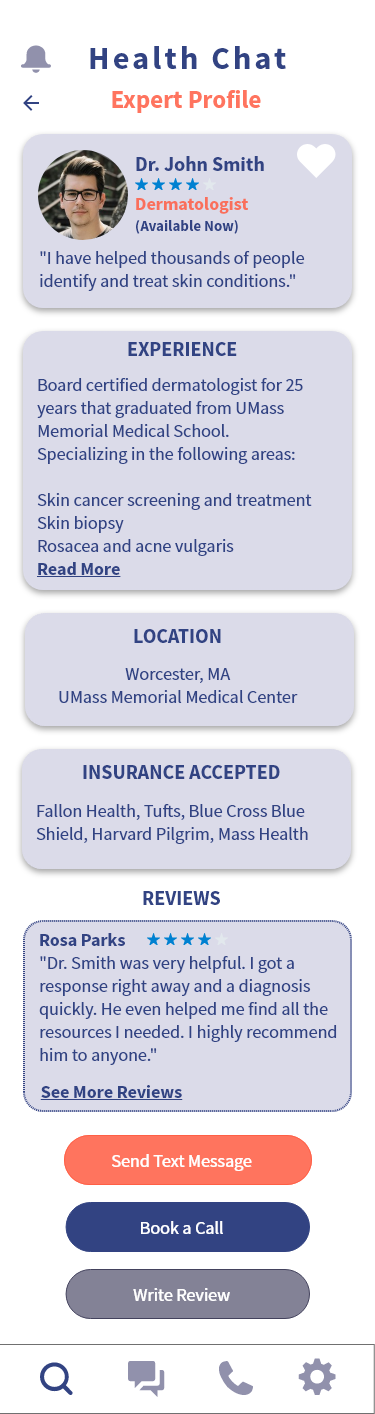 Health Chat
Expert Profile
Dr. John Smith
Dermatologist
(Available Now)
"I have helped thousands of people
identify and treat skin conditions."
EXPERIENCE
Board certified dermatologist for 25
years that graduated from UMass
Memorial Medical School.
Specializing in the following areas:
Skin cancer screening and treatment
Skin biopsy
Rosacea and acne vulgaris
Read More
LOCATION
Worcester, MA
UMass Memorial Medical Center
INSURANCE ACCEPTED
Fallon Health, Tufts, Blue Cross Blue
Shield, Harvard Pilgrim, Mass Health
REVIEWS
Rosa Parks
"Dr. Smith was very helpful. I got a
response right away and a diagnosis
quickly. He even helped me find all the
resources I needed. I highly recommend
him to anyone."
See More Reviews
Send Text Message
Book a Call
Write Review